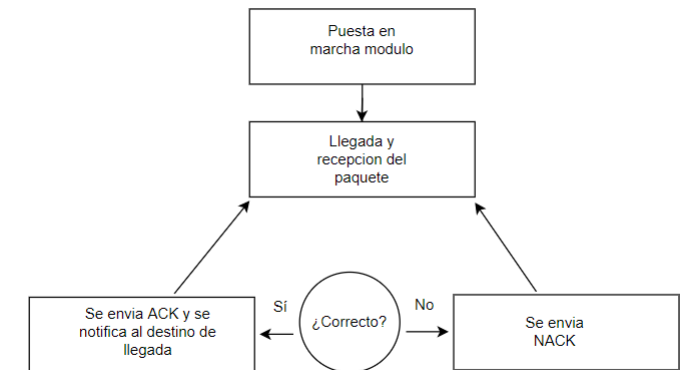 Puesta en
marcha modulo
Llegada y
recepcion del
paquete
Se envia ACK y se
notifica al destino de
llegada
Sí
¿Correcto?
No
Se envia
NACK